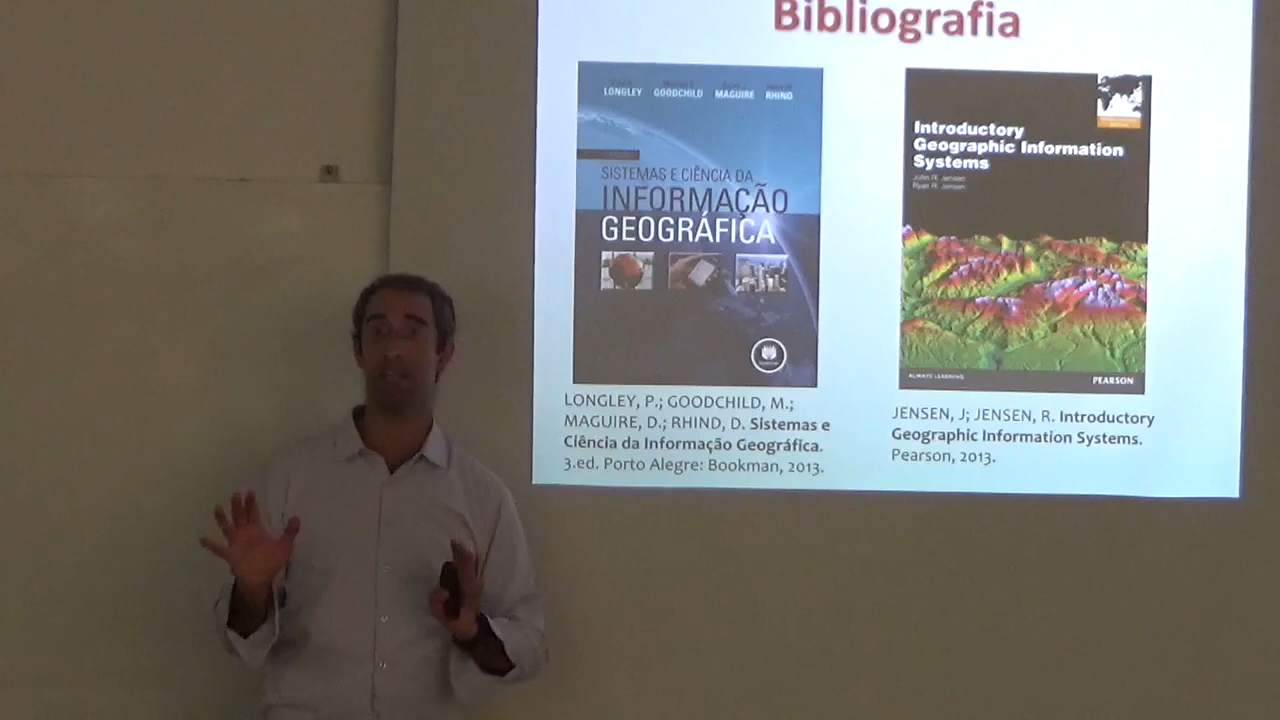 Bibliografia
LONGLEY GOODCHILD MAGUIRE RHIND
SISTEMAS E CIÊNCIA DA
INFORMAÇÃO
GEOGRÁFICA
LONGLEY, P.; GOODCHILD, M.;
MAGUIRE, D.; RHIND, D. Sistemas e
Ciência da Informação Geográfica.
3.ed. Porto Alegre: Bookman, 2013.
Introductory
Geographic Information
Systems
John R. Jensen
Ryan R. Jensen
ALWAYS LEARNING
PEARSON
JENSEN, J; JENSEN, R. Introductory
Geographic Information Systems.
Pearson, 2013.